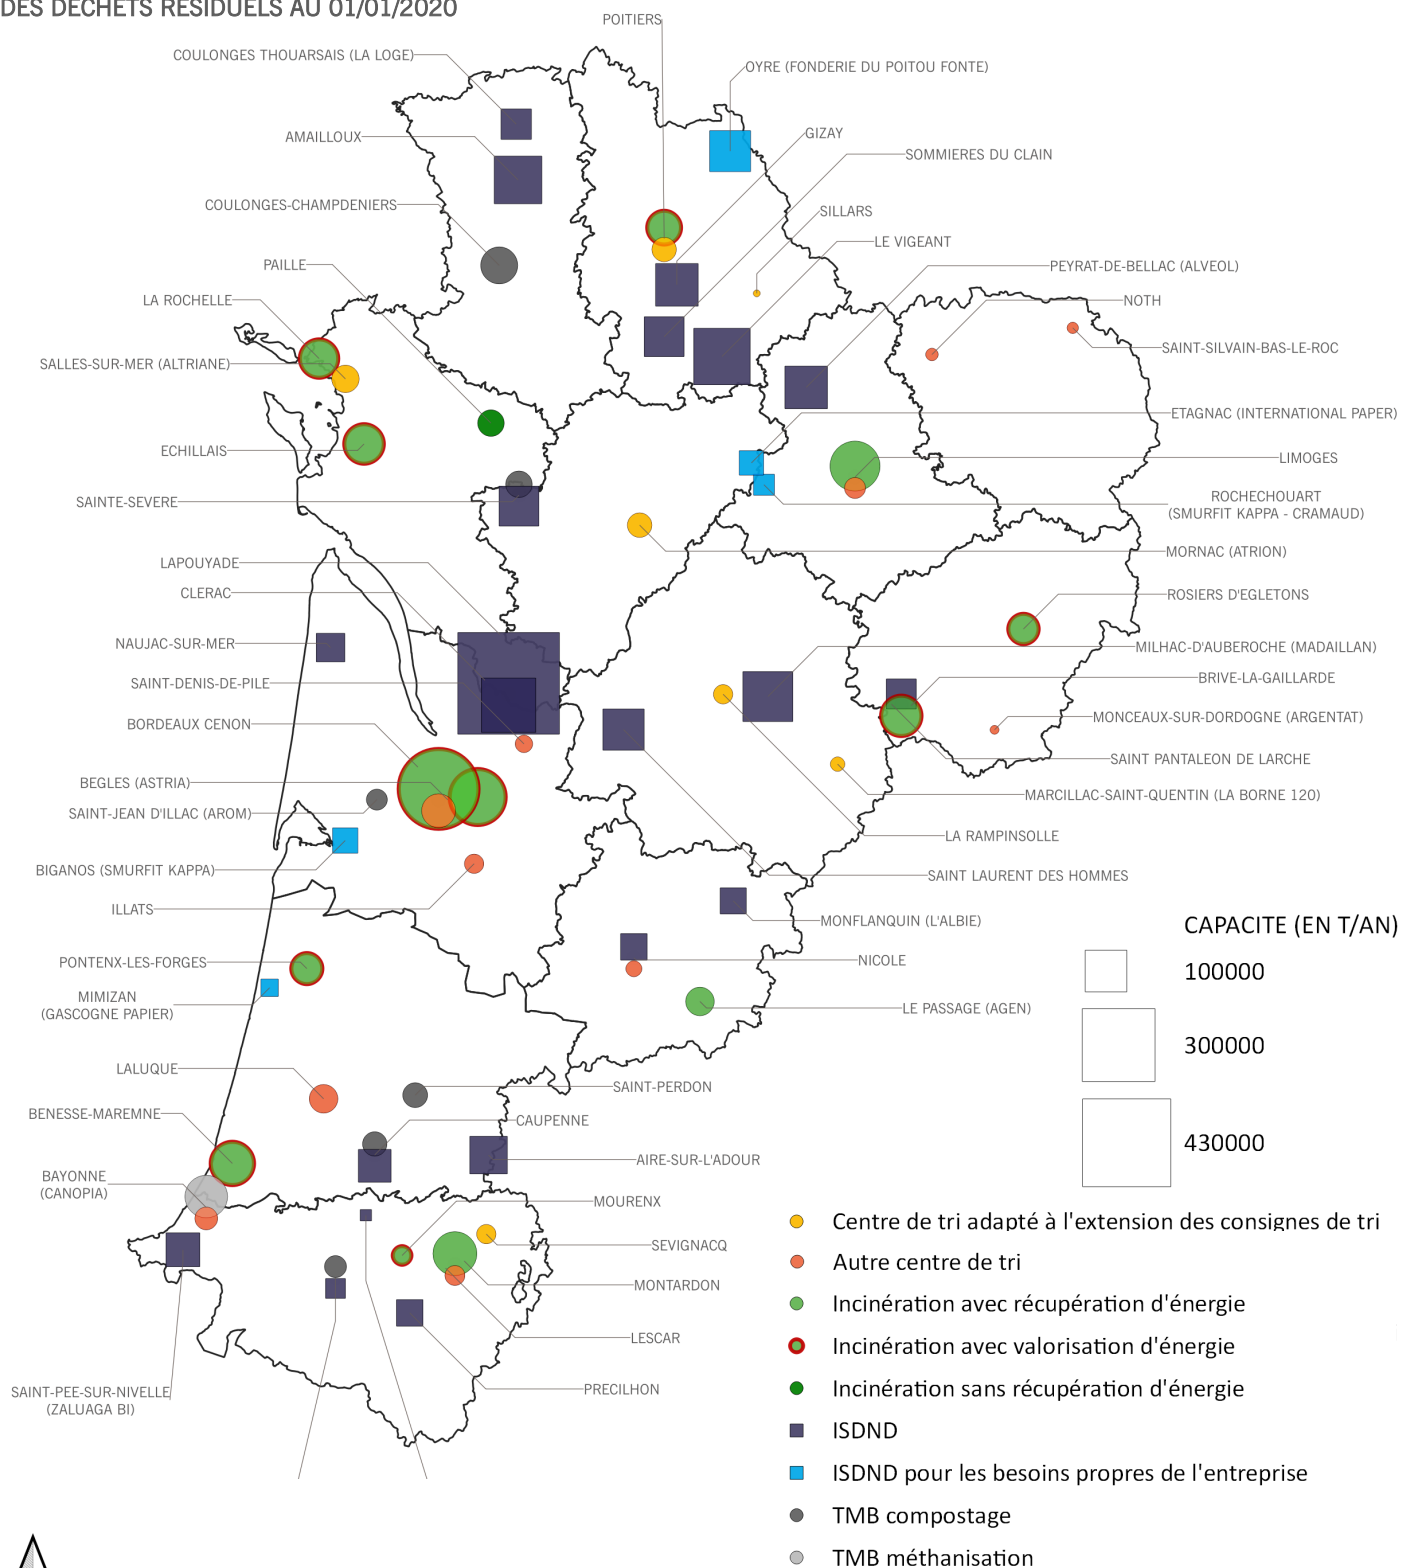 DES DECHETS RESIDUELS AU 01/01/2020
POITIERS
COULONGES THOUARSAIS (LA LOGE)
OYRE (FONDERIE DU POITOU FONTE)
AMAILLOUX
GIZAY
SOMMIERES DU CLAIN
COULONGES-CHAMPDENIERS
SILLARS
LE VIGEANT
PAILLE
PEYRAT-DE-BELLAC (ALVEOL)
LA ROCHELLE
NOTH
SAINT-SILVAIN-BAS-LE-ROC
SALLES-SUR-MER (ALTRIANE)
ETAGNAC (INTERNATIONAL PAPER)
ECHILLAIS
LIMOGES
SAINTE-SEVERE
ROCHECHOUART
(SMURFIT KAPPA - CRAMAUD)
MORNAC (ATRION)
LAPOUYADE
CLERAC
ROSIERS D'EGLETONS
NAUJAC-SUR-MER
MILHAC-D'AUBEROCHE (MADAILLAN)
BRIVE-LA-GAILLARDE
SAINT-DENIS-DE-PILE
MONCEAUX-SUR-DORDOGNE (ARGENTAT)
BORDEAUX CENON
SAINT PANTALEON DE LARCHE
BEGLES (ASTRIA)
MARCILLAC-SAINT-QUENTIN (LA BORNE 120)
SAINT-JEAN D'ILLAC (AROM)
LA RAMPINSOLLE
BIGANOS (SMURFIT KAPPA)
SAINT LAURENT DES HOMMES
ILLATS
MONFLANQUIN (L'ALBIE)
CAPACITE (EN T/AN)
100000
300000
430000
PONTENX-LES-FORGES
NICOLE
MIMIZAN
(GASCOGNE PAPIER)
LE PASSAGE (AGEN)
LALUQUE
SAINT-PERDON
BENESSE-MAREMNE
CAUPENNE
AIRE-SUR-L'ADOUR
BAYONNE
(CANOPIA)
MOURENX
SEVIGNACQ
MONTARDON
LESCAR
PRECILHON
SAINT-PEE-SUR-NIVELLE
(ZALUAGA BI)
Centre de tri adapté à l'extension des consignes de tri
Autre centre de tri
Incinération avec récupération d'énergie
Incinération avec valorisation d'énergie
Incinération sans récupération d'énergie
ISDND
ISDND pour les besoins propres de l'entreprise
TMB compostage
TMB méthanisation